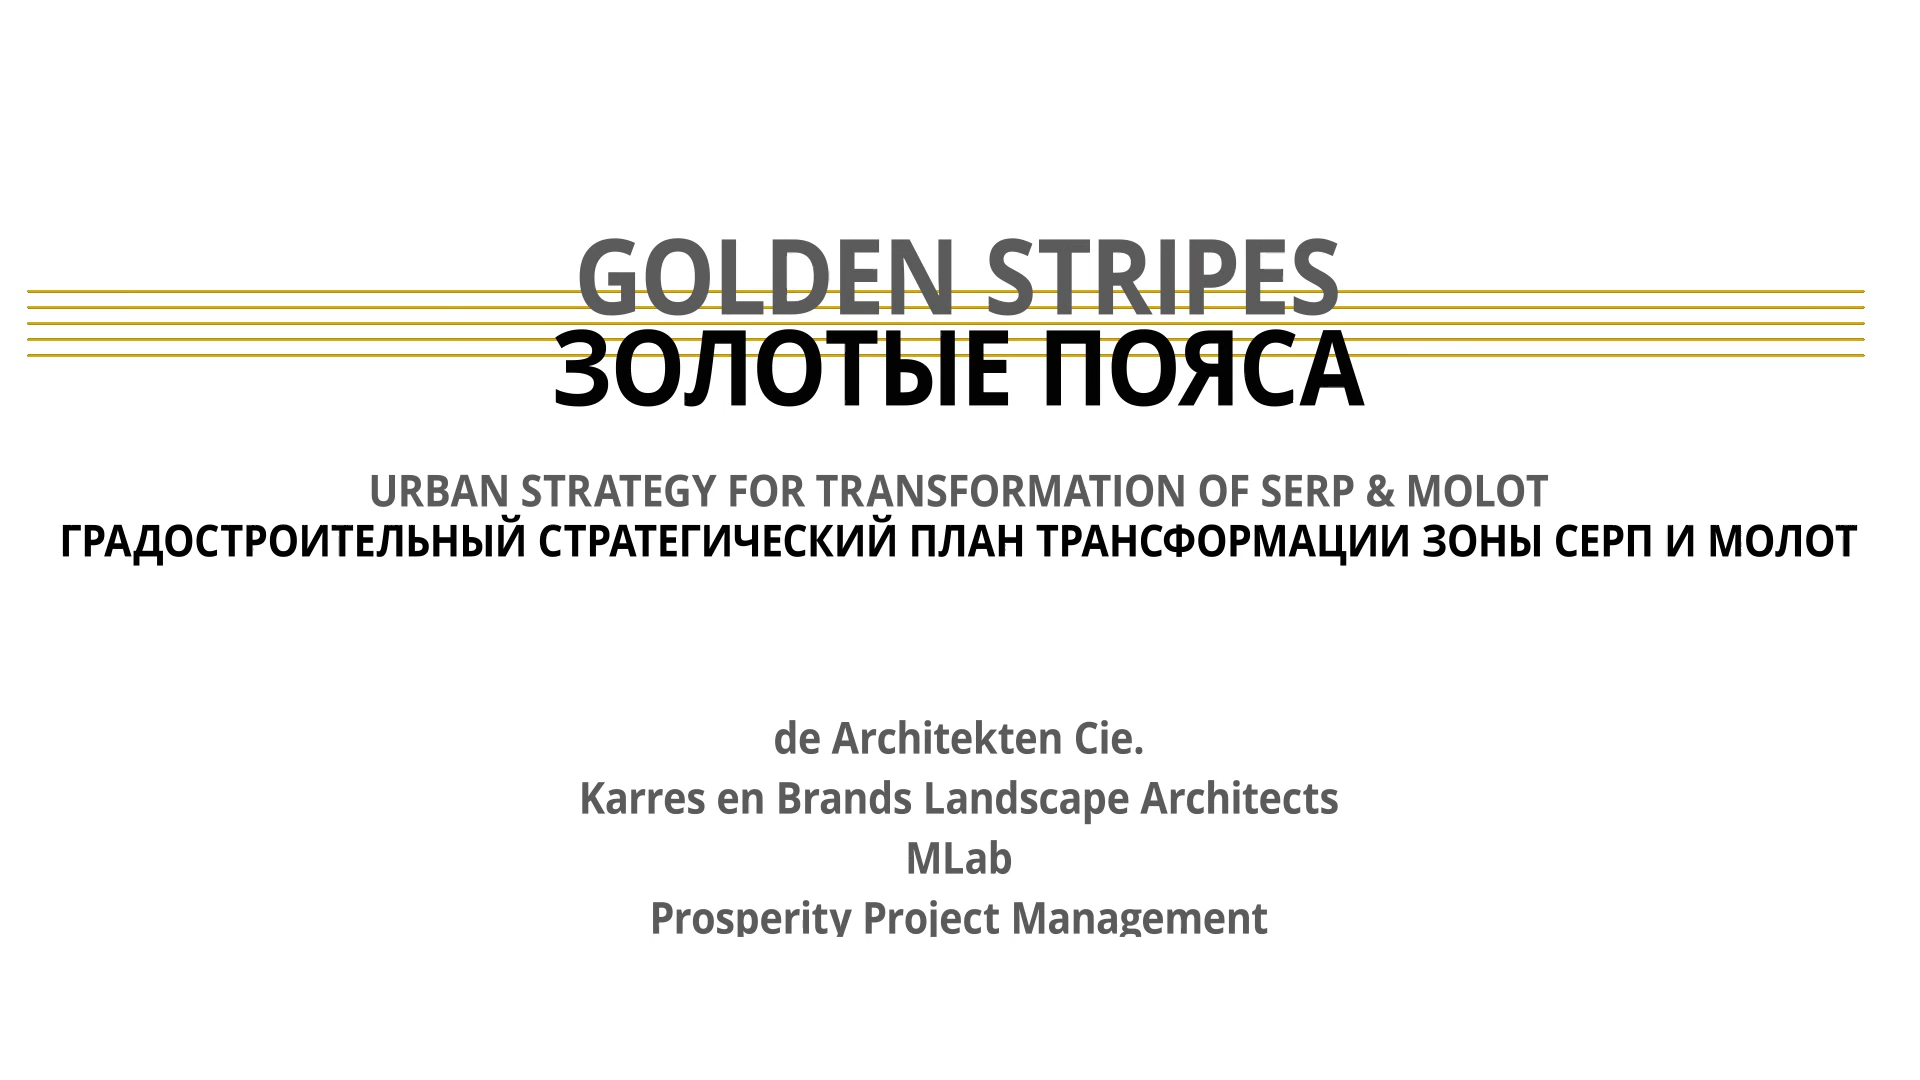 GOLDEN STRIPES
ЗОЛОТЫЕ ПОЯСА
URBAN STRATEGY FOR TRANSFORMATION OF SERP & MOLOT
ГРАДОСТРОИТЕЛЬНЫЙ СТРАТЕГИЧЕСКИЙ ПЛАН ТРАНСФОРМАЦИИ ЗОНЫ СЕРП И МОЛОТ
de Architekten Cie.
Karres en Brands Landscape Architects
MLab
Prosperity Project Management